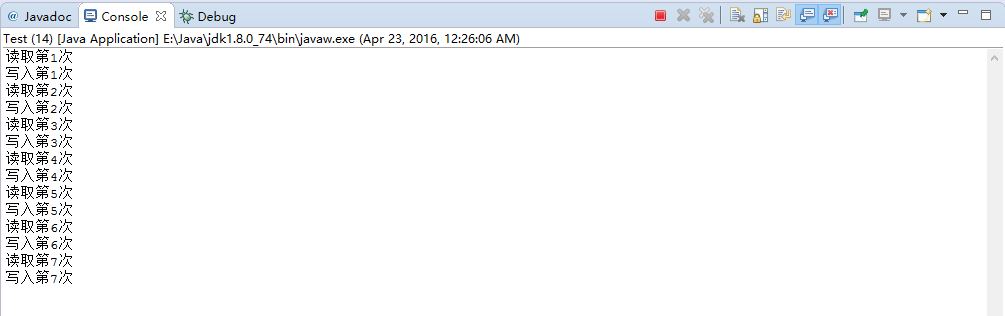 Javadoc Console Debug
Test (14) [Java Application] E:\Java\jdk1.8.0_74\bin\javaw.exe (Apr 23, 2016, 12:26:06 AM)
读取第1次
写入第1次
读取第2次
写入第2次
读取第3次
写入第3次
读取第4次
写入第4次
读取第5次
写入第5次
读取第6次
写入第6次
读取第7次
写入第7次